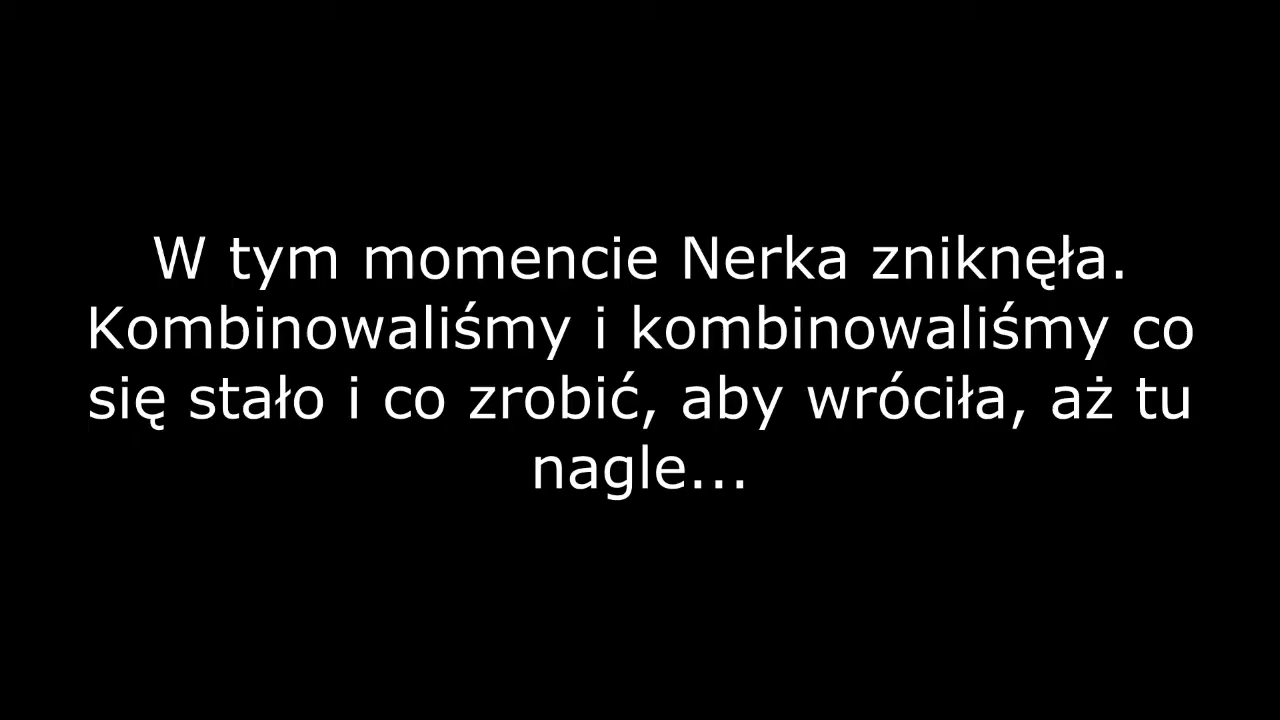 W tym momencie Nerka zniknęła.
Kombinowaliśmy i kombinowaliśmy co
się stało i co zrobić, aby wróciła, aż tu
nagle...